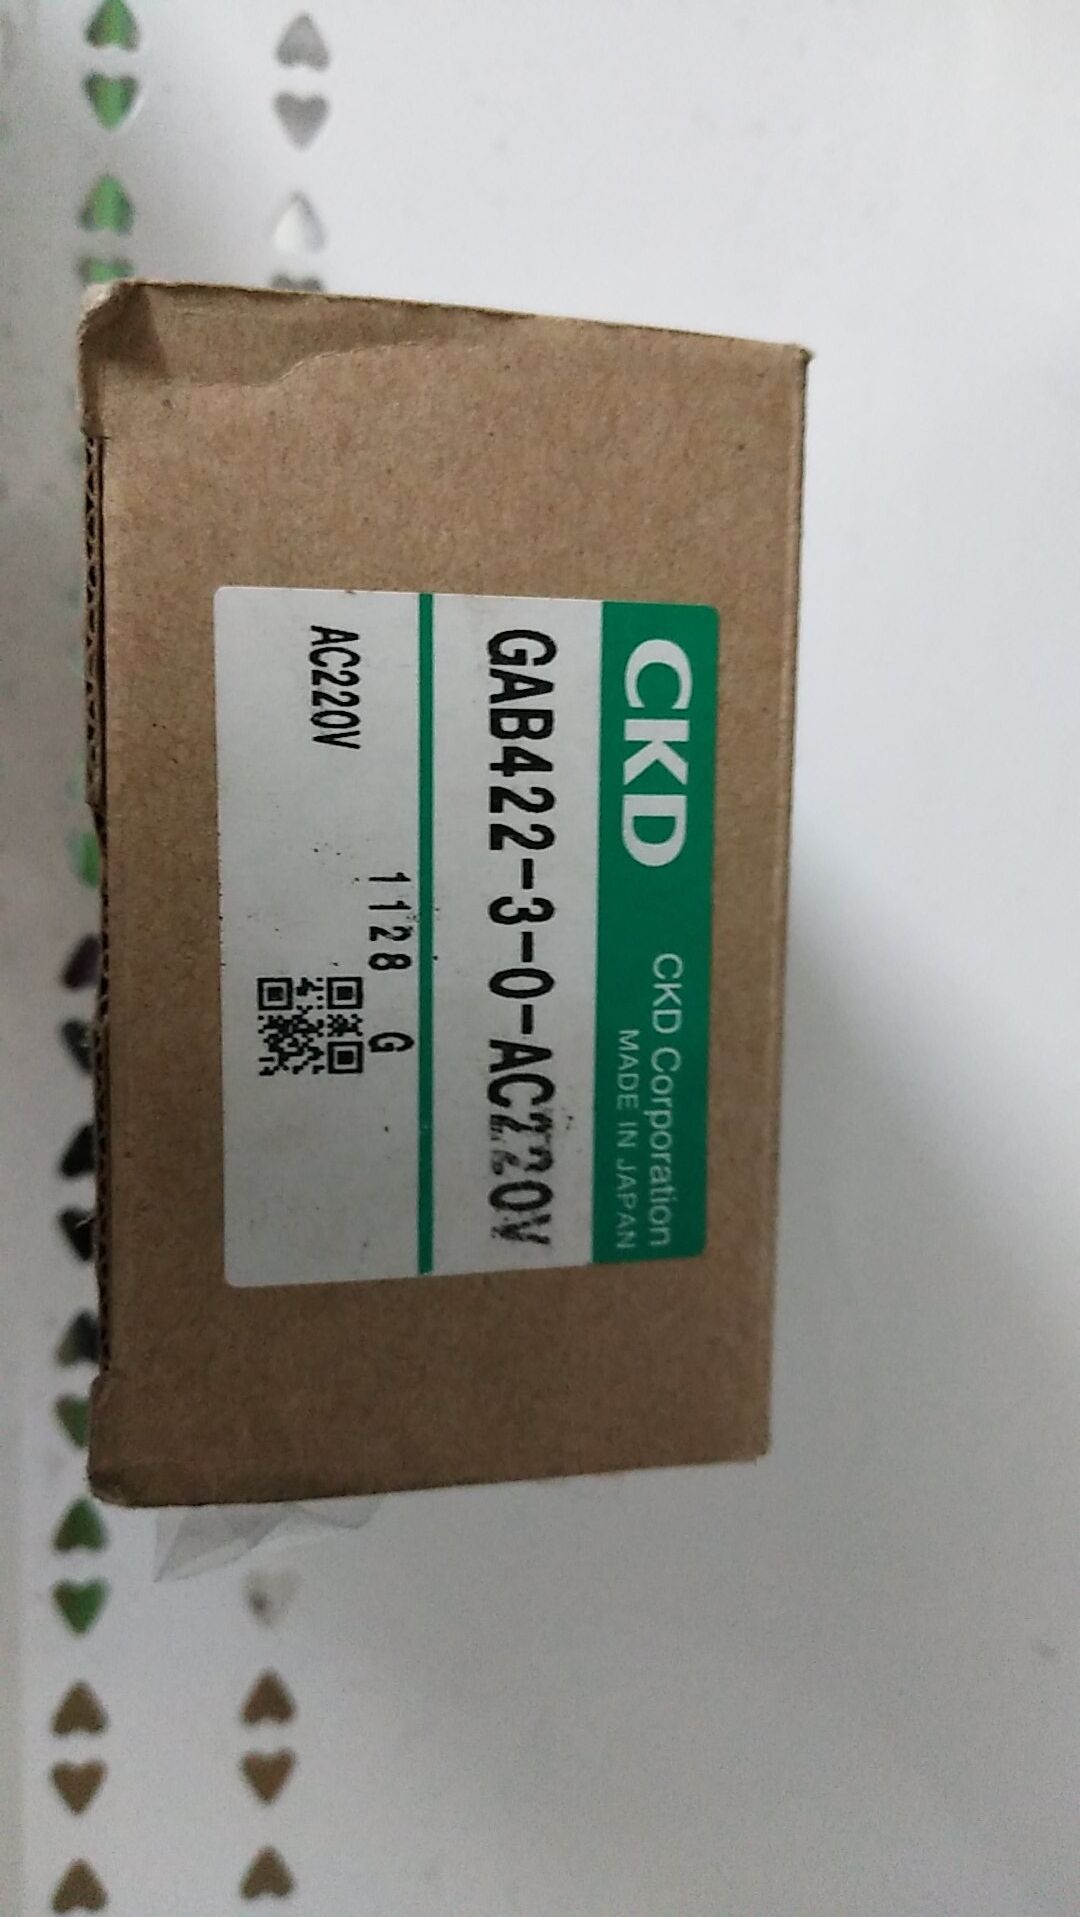 CKD
CKD Corporation
MADE IN JAPAN
GAB422-3-0-AC220V
1128 G
AC220V